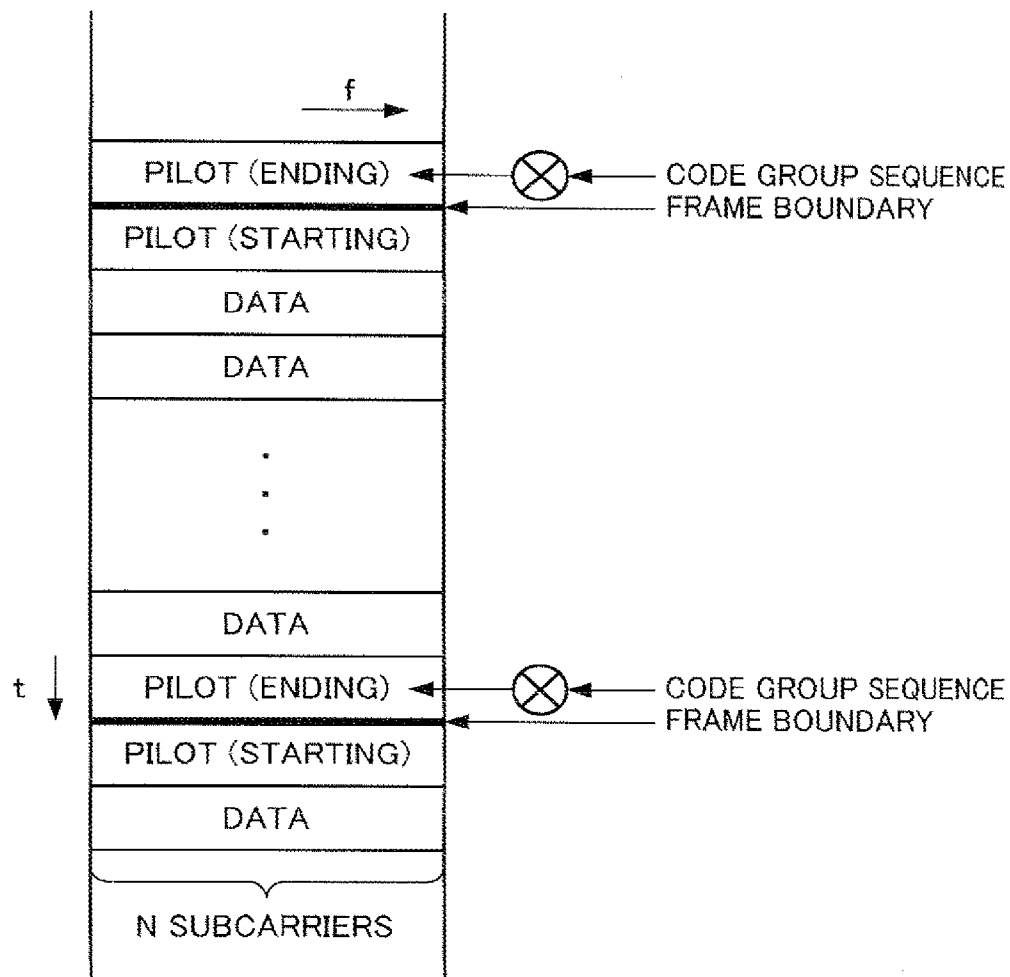 f
PILOT (ENDING)
CODE GROUP SEQUENCE
FRAME BOUNDARY
PILOT (STARTING)
DATA
DATA
DATA
t
PILOT (ENDING)
CODE GROUP SEQUENCE
FRAME BOUNDARY
PILOT (STARTING)
DATA
N SUBCARRIERS